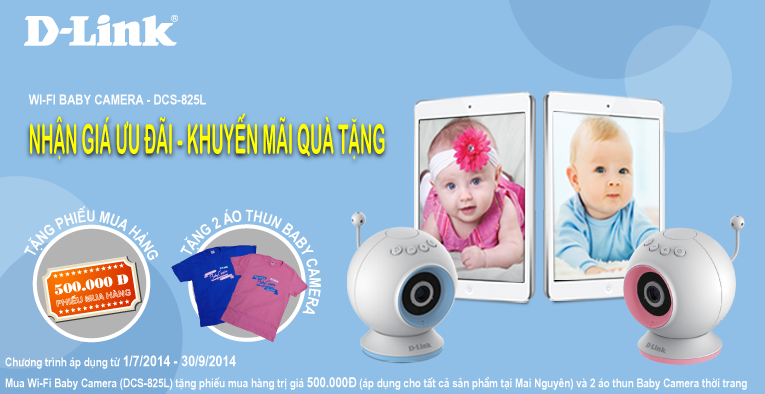 D-Link®
WI-FI BABY CAMERA - DCS-825L
NHẬN GIÁ ƯU ĐÃI - KHUYẾN MÃI QUÀ TẶNG
TẶNG PHIẾU MUA HÀNG
500.000 Đ
PHIẾU MUA HÀNG
TẶNG 2 ÁO THUN BABY CAMERA
D-Link
D-Link
Chương trình áp dụng từ 1/7/2014 - 30/9/2014
Mua Wi-Fi Baby Camera (DCS-825L) tặng phiếu mua hàng trị giá 500.000Đ (áp dụng cho tất cả sản phẩm tại Mai Nguyên) và 2 áo thun Baby Camera thời trang